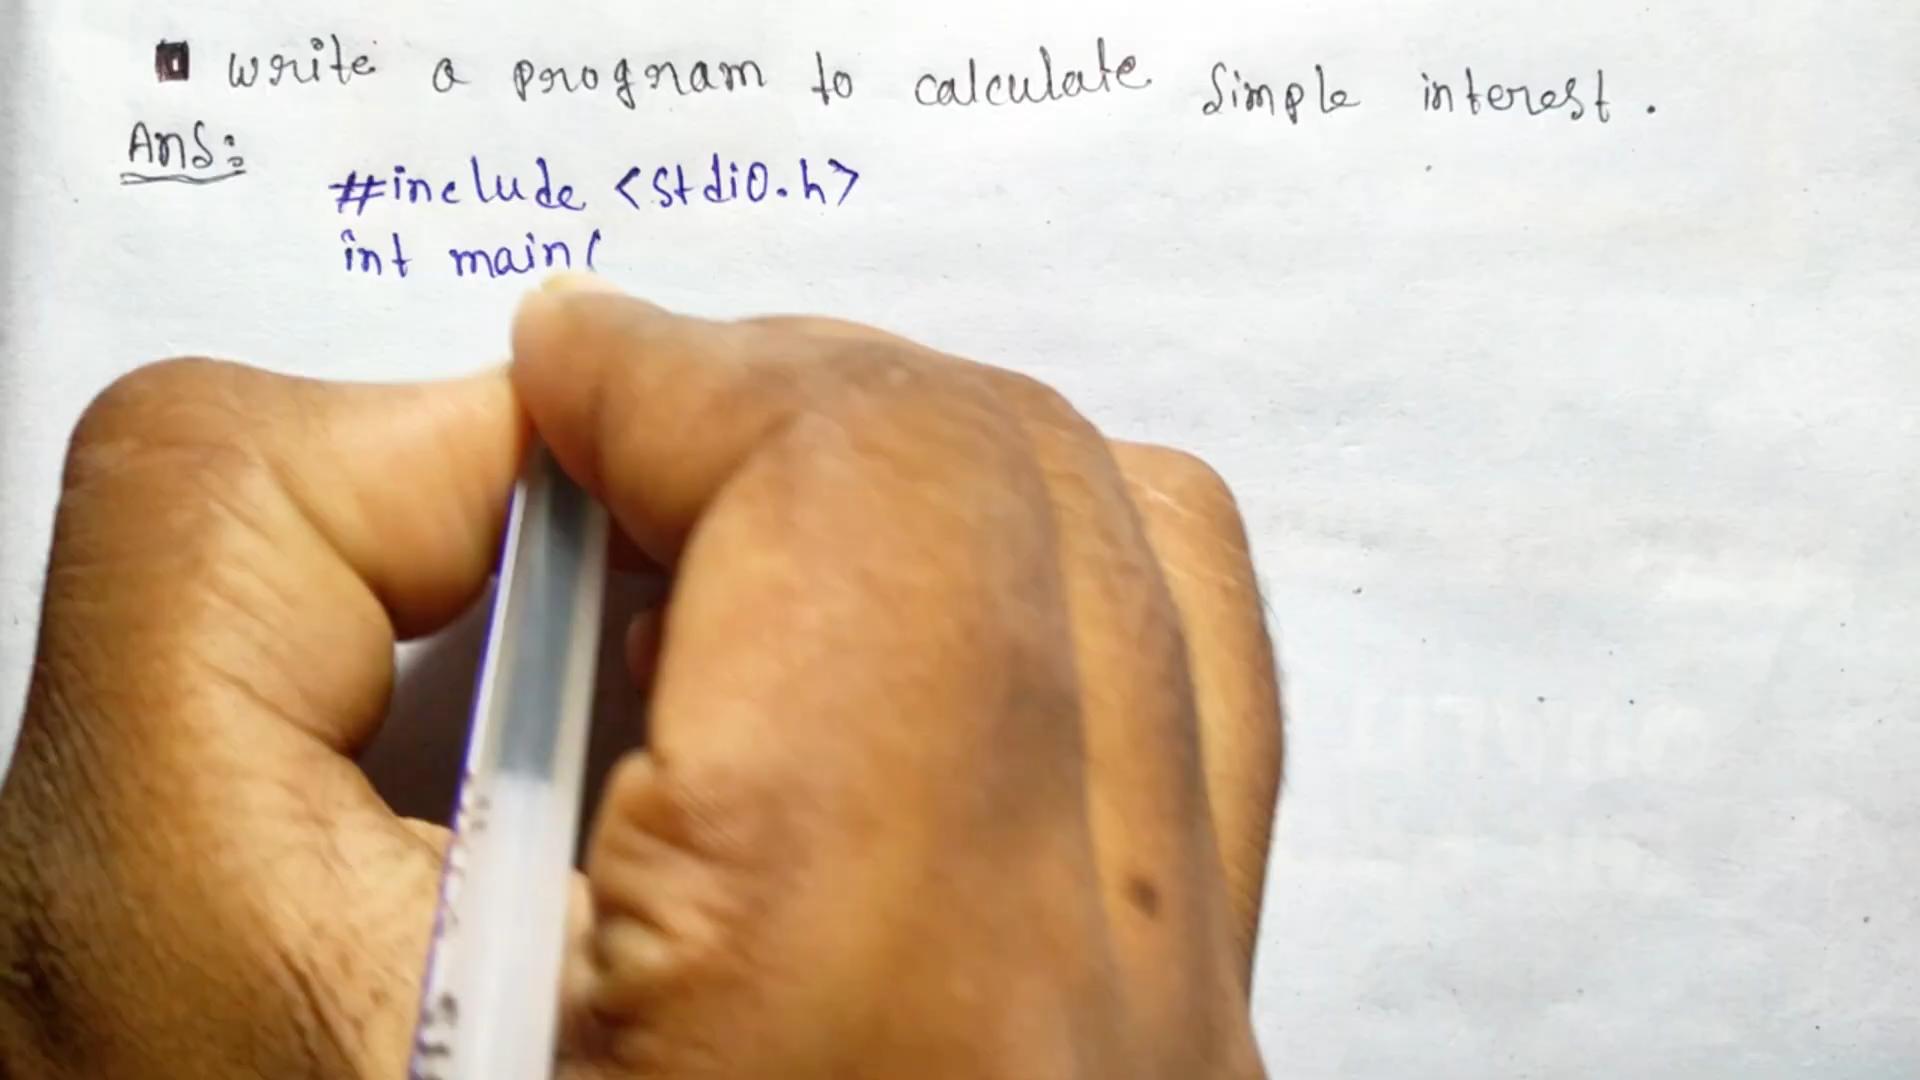 write a program to calculate simple interest.
Ans:
#include <stdio.h>
int main(